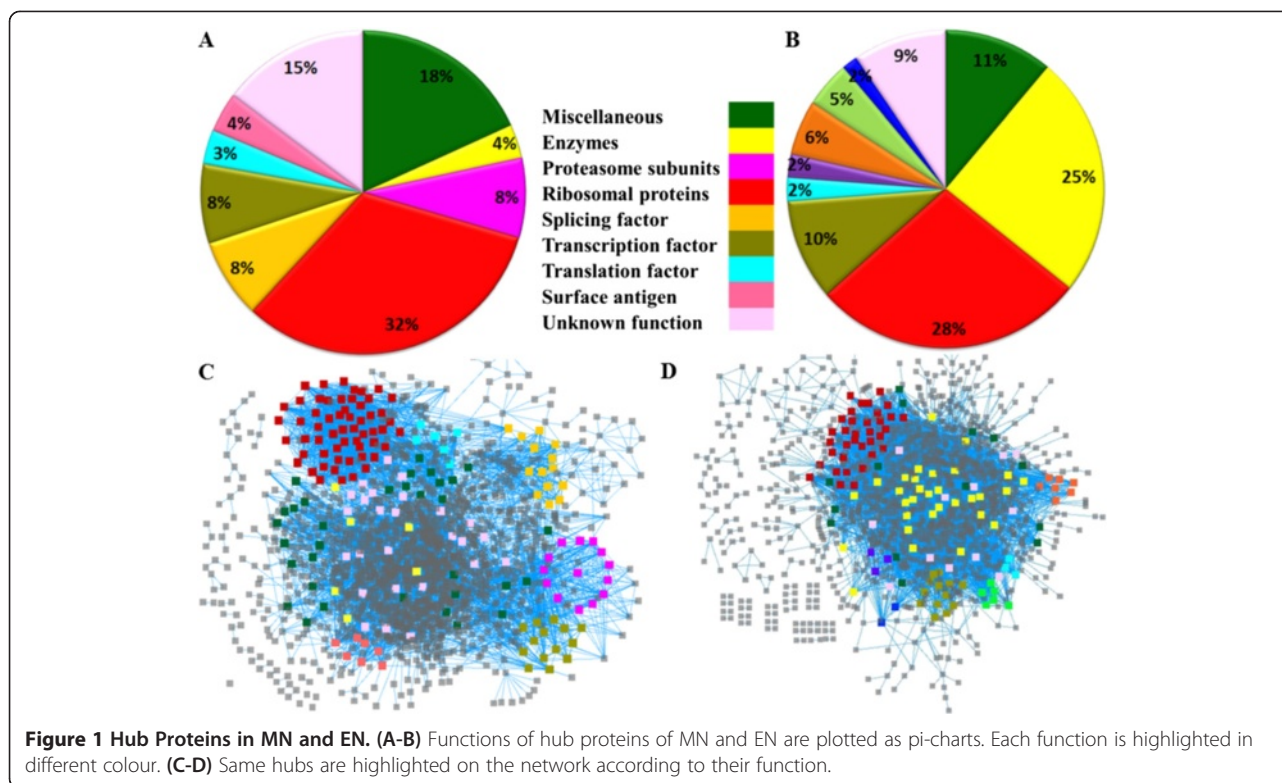 A
B
15%
18%
4%
4%
3%
8%
8%
8%
32%
Miscellaneous
Enzymes
Proteasome subunits
Ribosomal proteins
Splicing factor
Transcription factor
Translation factor
Surface antigen
Unknown function
9%
11%
2%
5%
6%
25%
2%
2%
10%
28%
C
D
Figure 1 Hub Proteins in MN and EN. (A-B) Functions of hub proteins of MN and EN are plotted as pi-charts. Each function is highlighted in
different colour. (C-D) Same hubs are highlighted on the network according to their function.